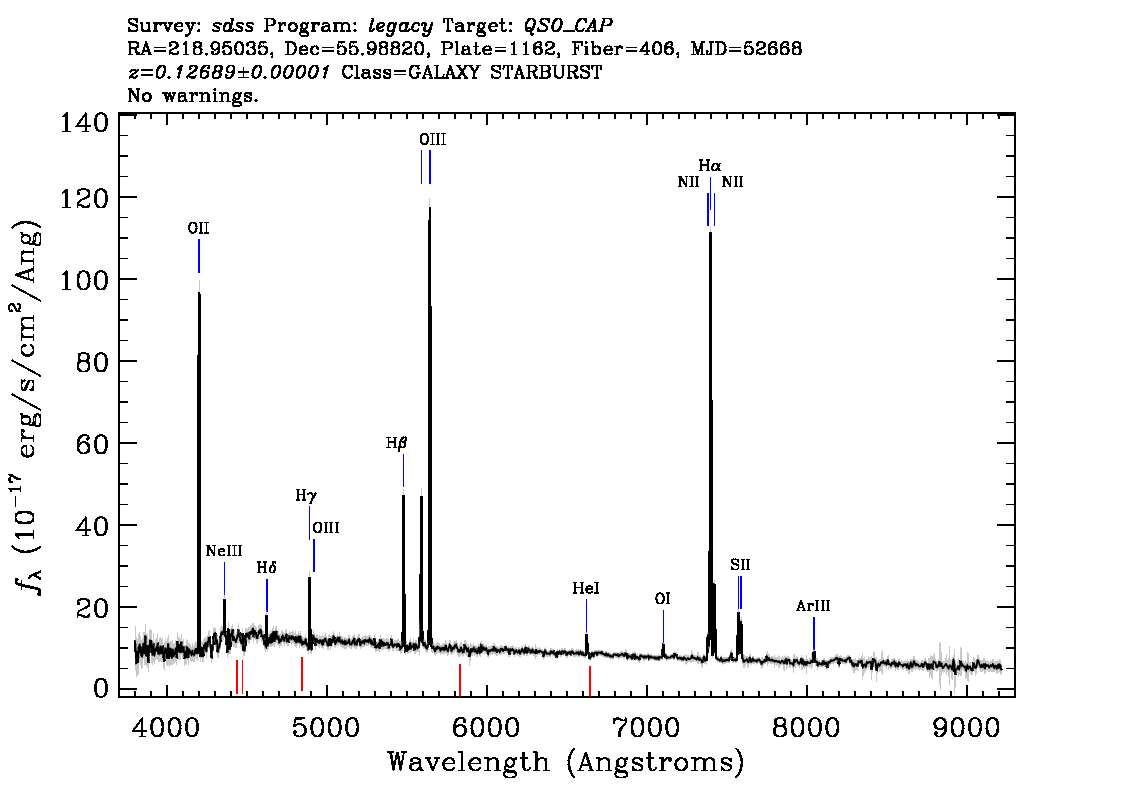 Survey: sdss Program: legacy Target: QSO_CAP
RA=218.95035, Dec=55.98820, Plate=1162, Fiber=406, MJD=52668
z=0.12689±0.00001 Class=GALAXY STARBURST
No warnings.
140
120
100
80
60
40
20
0
fλ (10⁻¹⁷ erg/s/cm²/Ang)
OII
NeIII
Hδ
Hγ
OIII
Hβ
OIII
HeI
OI
NII
Hα
NII
SII
ArIII
4000 5000 6000 7000 8000 9000
Wavelength (Angstroms)